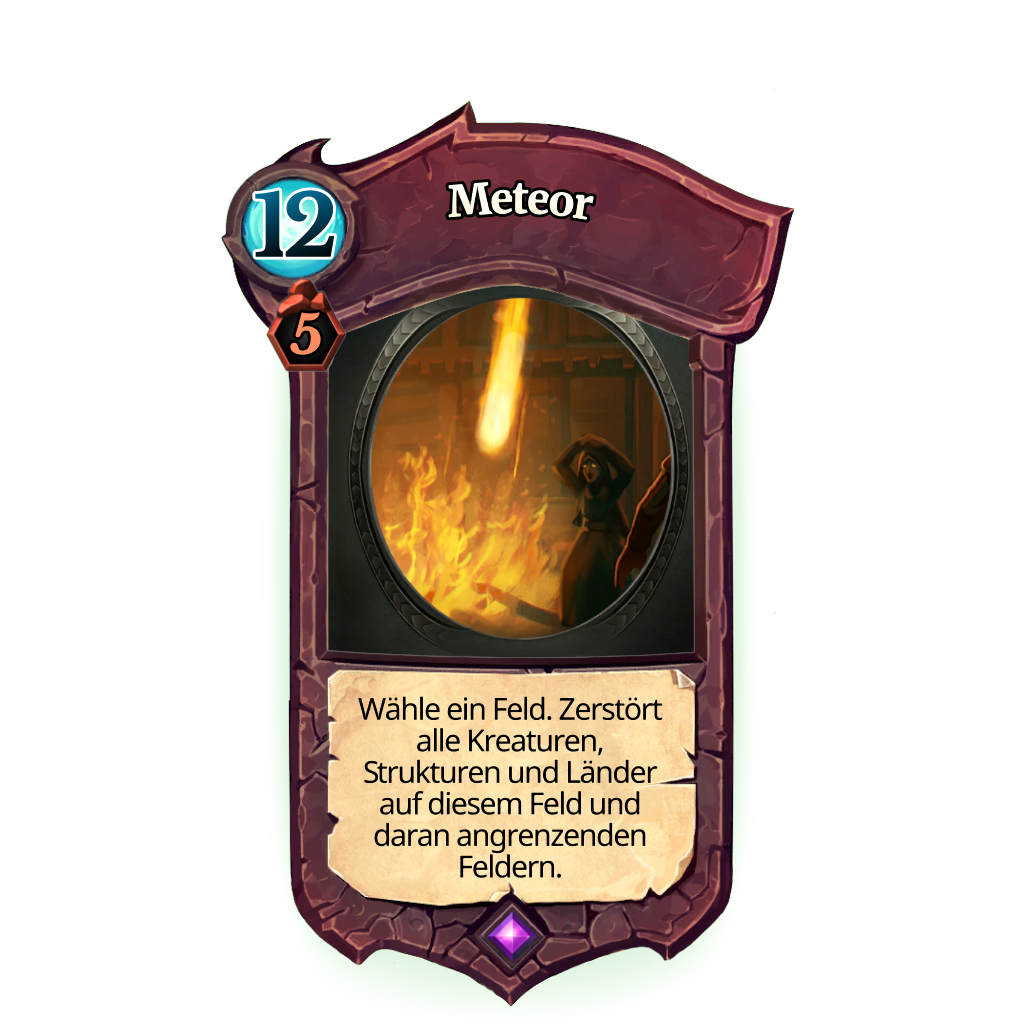 Meteor
12
5
Wähle ein Feld. Zerstört
alle Kreaturen,
Strukturen und Länder
auf diesem Feld und
daran angrenzenden
Feldern.